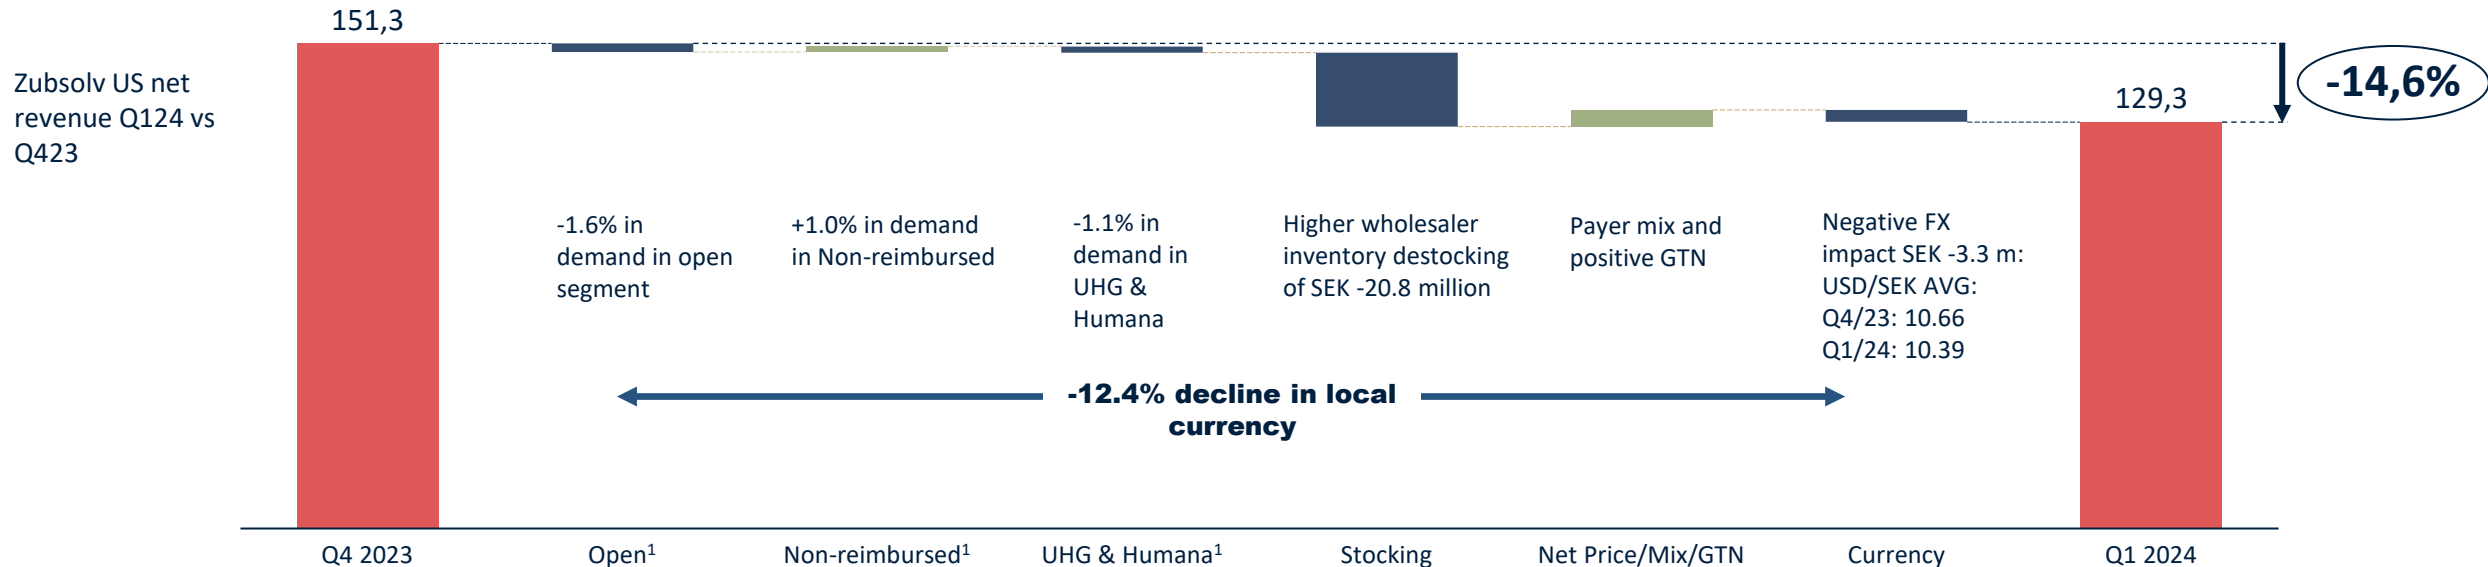 151,3
Zubsolv US net
revenue Q124 vs
Q423
-14,6%
129,3
-1.6% in
demand in open
segment
+1.0% in demand
in Non-reimbursed
-1.1% in
demand in
UHG &
Humana
Higher wholesaler
inventory destocking
of SEK -20.8 million
Payer mix and
positive GTN
Negative FX
impact SEK -3.3 m:
USD/SEK AVG:
Q4/23: 10.66
Q1/24: 10.39
-12.4% decline in local
currency
Q4 2023
Open¹
Non-reimbursed¹
UHG & Humana¹
Stocking
Net Price/Mix/GTN
Currency
Q1 2024